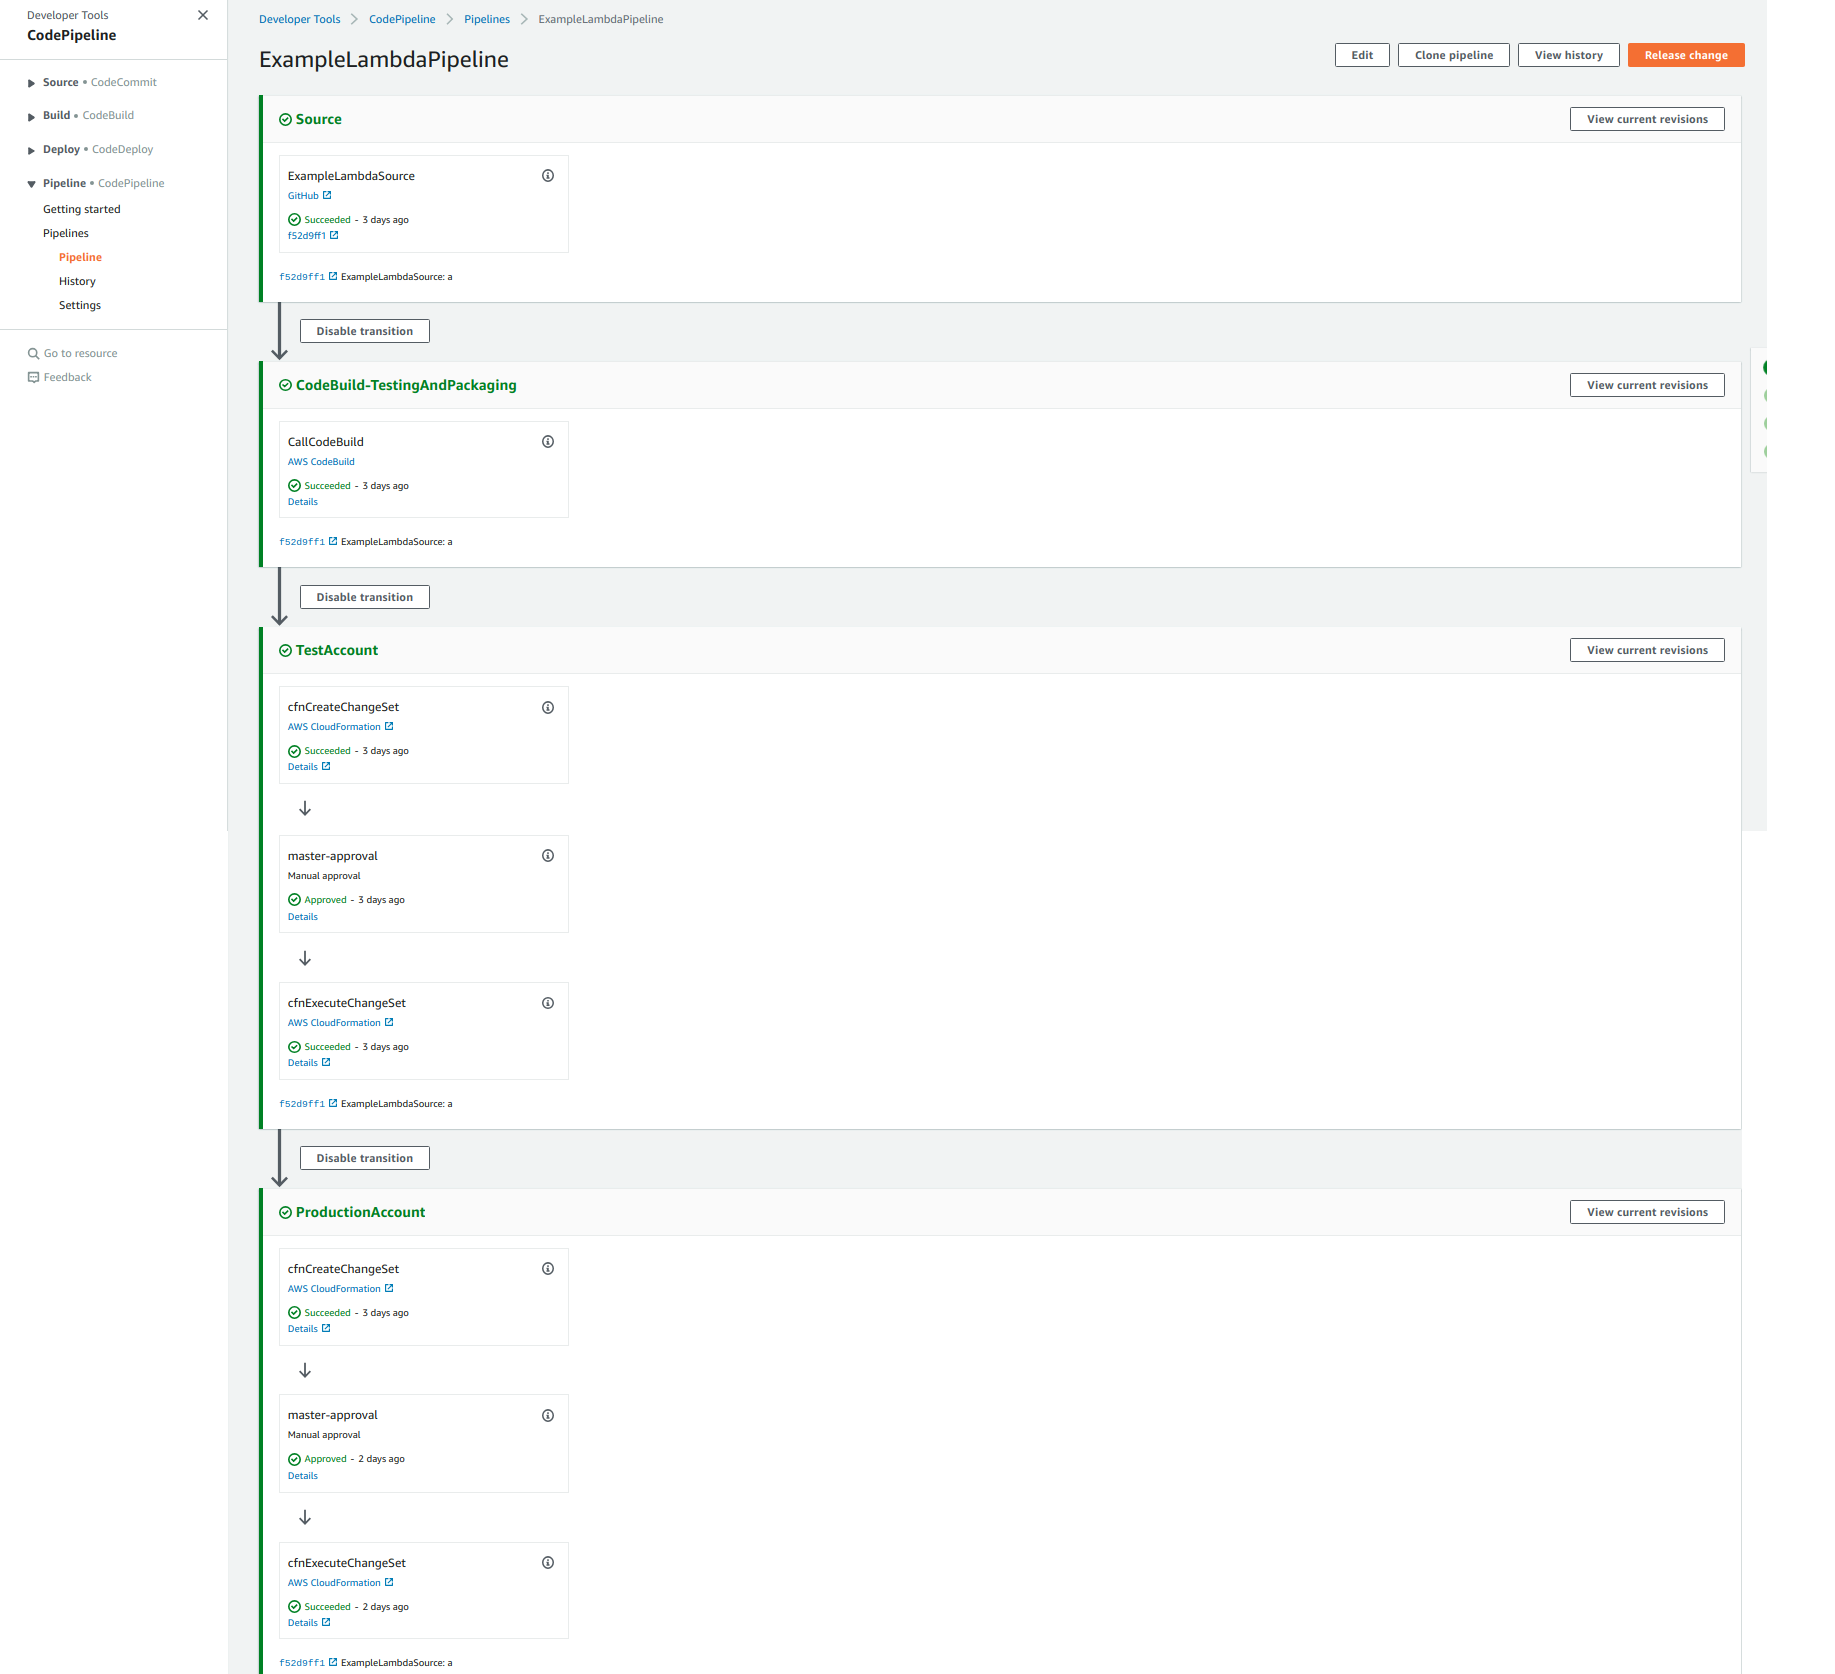 Developer Tools
CodePipeline
Source • CodeCommit
Build • CodeBuild
Deploy • CodeDeploy
Pipeline • CodePipeline
Getting started
Pipelines
Pipeline
History
Settings
Go to resource
Feedback
Developer Tools > CodePipeline > Pipelines > ExampleLambdaPipeline
ExampleLambdaPipeline
Edit
Clone pipeline
View history
Release change
Source
View current revisions
ExampleLambdaSource
GitHub
Succeeded - 3 days ago
f52d9ff1
f52d9ff1 ExampleLambdaSource: a
Disable transition
CodeBuild-TestingAndPackaging
View current revisions
CallCodeBuild
AWS CodeBuild
Succeeded - 3 days ago
Details
f52d9ff1 ExampleLambdaSource: a
Disable transition
TestAccount
View current revisions
cfnCreateChangeSet
AWS CloudFormation
Succeeded - 3 days ago
Details
master-approval
Manual approval
Approved - 3 days ago
Details
cfnExecuteChangeSet
AWS CloudFormation
Succeeded - 3 days ago
Details
f52d9ff1 ExampleLambdaSource: a
Disable transition
ProductionAccount
View current revisions
cfnCreateChangeSet
AWS CloudFormation
Succeeded - 3 days ago
Details
master-approval
Manual approval
Approved - 2 days ago
Details
cfnExecuteChangeSet
AWS CloudFormation
Succeeded - 2 days ago
Details
f52d9ff1 ExampleLambdaSource: a